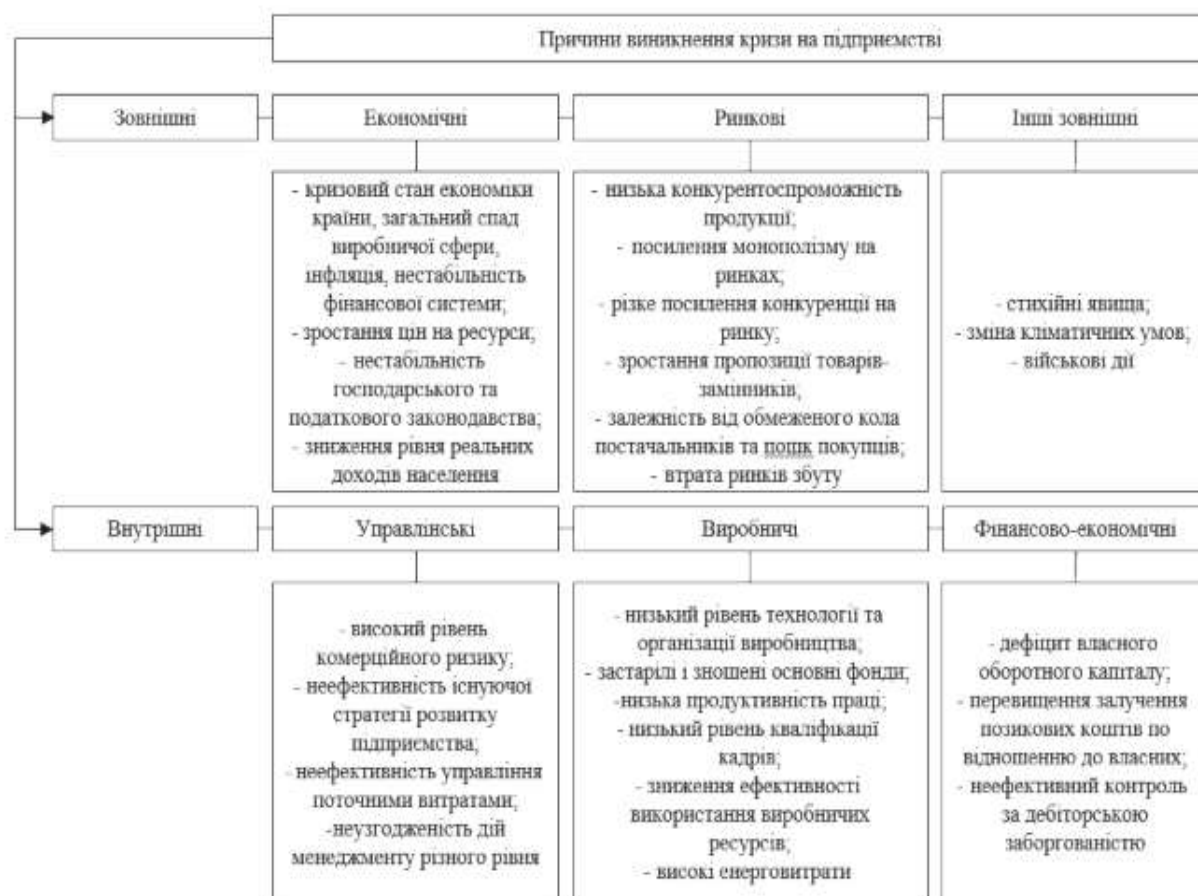 Причини виникнення кризи на підприємстві
Зовнішні
Економічні
Ринкові
Інші зовнішні
- кризовий стан економіки
країни, загальний спад
виробничої сфери,
інфляція, нестабільність
фінансової системи;
- зростання цін на ресурси;
- нестабільність
господарського та
податкового законодавства;
- зниження рівня реальних
доходів населення
- низька конкурентоспроможність
продукції;
- посилення монополізму на
ринках;
- різке посилення конкуренції на
ринку;
- зростання пропозиції товарів-
замінників;
- залежність від обмеженого кола
постачальників та пошк покупців;
- втрата ринків збуту
- стихійні явища;
- зміна кліматичних умов;
- військові дії
Внутрішні
Управлінські
Виробничі
Фінансово-економічні
- високий рівень
комерційного ризику;
- неефективність існуючої
стратегії розвитку
підприємства;
- неефективність управління
поточними витратами;
-неузгодженість дій
менеджменту різного рівня
- низький рівень технології та
організації виробництва;
- застарілі і зношені основні фонди;
-низька продуктивність праці;
- низький рівень кваліфікації
кадрів;
- зниження ефективності
використання виробничих
ресурсів;
- високі енерговитрати
- дефіцит власного
оборотного капіталу;
- перевищення залучення
позикових коштів по
відношенню до власних;
- неефективний контроль
за дебіторською
заборгованістю